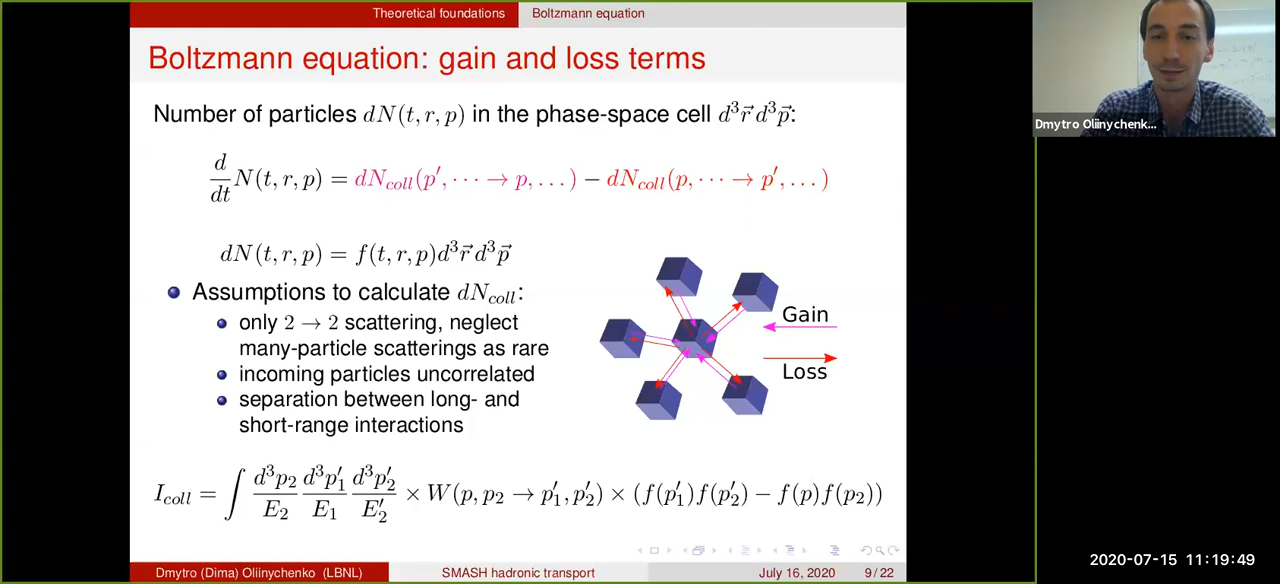 Theoretical foundations Boltzmann equation
Boltzmann equation: gain and loss terms
Number of particles dN(t, r, p) in the phase-space cell d³r⃗ d³p⃗:
d/dt N(t, r, p) = dN_coll(p′, ··· → p, ...) − dN_coll(p, ··· → p′, ...)
dN(t, r, p) = f(t, r, p)d³r⃗ d³p⃗
Assumptions to calculate dN_coll:
only 2 → 2 scattering, neglect
many-particle scatterings as rare
incoming particles uncorrelated
separation between long- and
short-range interactions
Gain
Loss
I_coll = ∫ d³p₂/E₂ d³p′₁/E₁ d³p′₂/E′₂ × W(p, p₂ → p′₁, p′₂) × (f(p′₁)f(p′₂) − f(p)f(p₂))
Dmytro (Dima) Oliinychenko (LBNL) SMASH hadronic transport July 16, 2020 9 / 22
Dmytro Oliinychenk...
2020-07-15 11:19:49